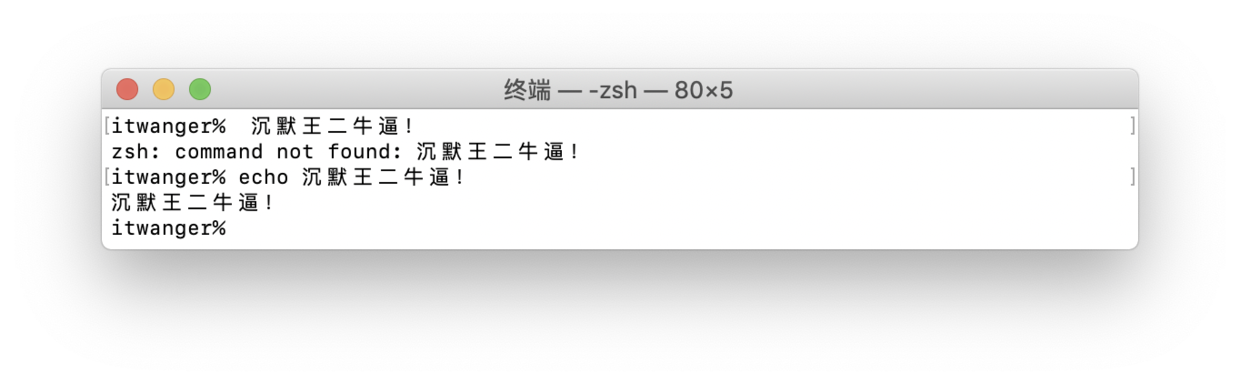 终端 — -zsh — 80×5
[itwanger%  沉默王二牛逼! ]
zsh: command not found: 沉默王二牛逼!
[itwanger% echo 沉默王二牛逼! ]
沉默王二牛逼!
itwanger%